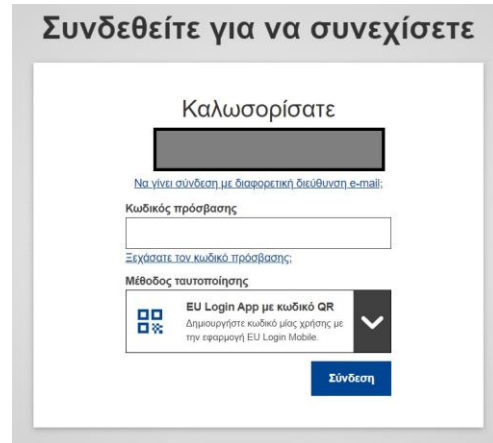 Συνδεθείτε για να συνεχίσετε
Καλωσορίσατε
Να γίνει σύνδεση με διαφορετική διεύθυνση e-mail;
Κωδικός πρόσβασης
Ξεχάσατε τον κωδικό πρόσβασης;
Μέθοδος ταυτοποίησης
EU Login App με κωδικό QR
Δημιουργήστε κωδικό μίας χρήσης με
την εφαρμογή EU Login Mobile.
Σύνδεση